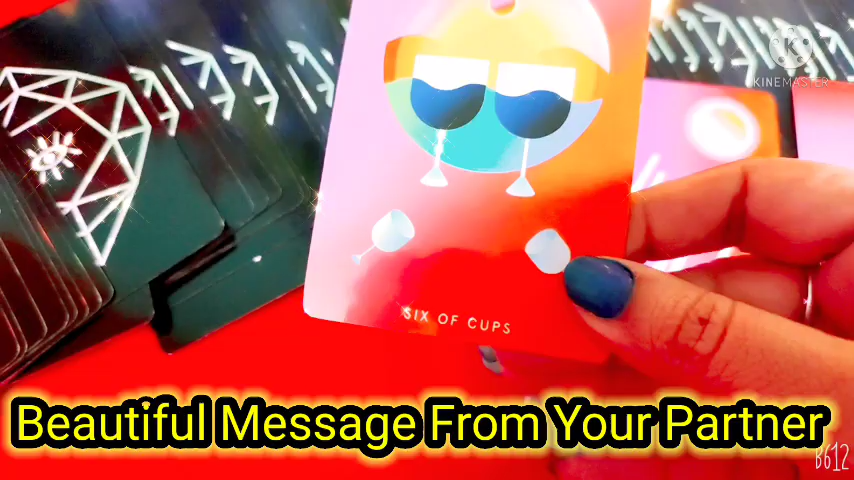 KINEMASTER
SIX OF CUPS
Beautiful Message From Your Partner
B612